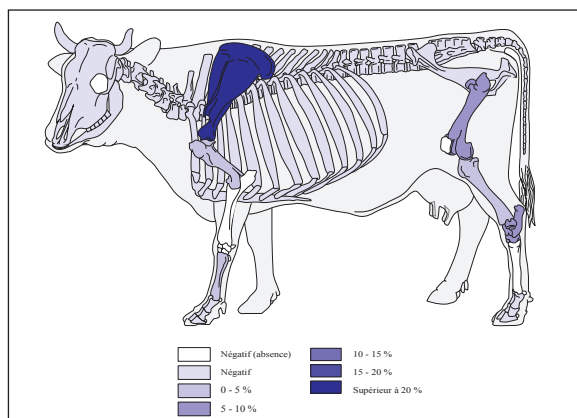 Négatif (absence)
Négatif
0 - 5 %
5 - 10 %
10 - 15 %
15 - 20 %
Supérieur à 20 %